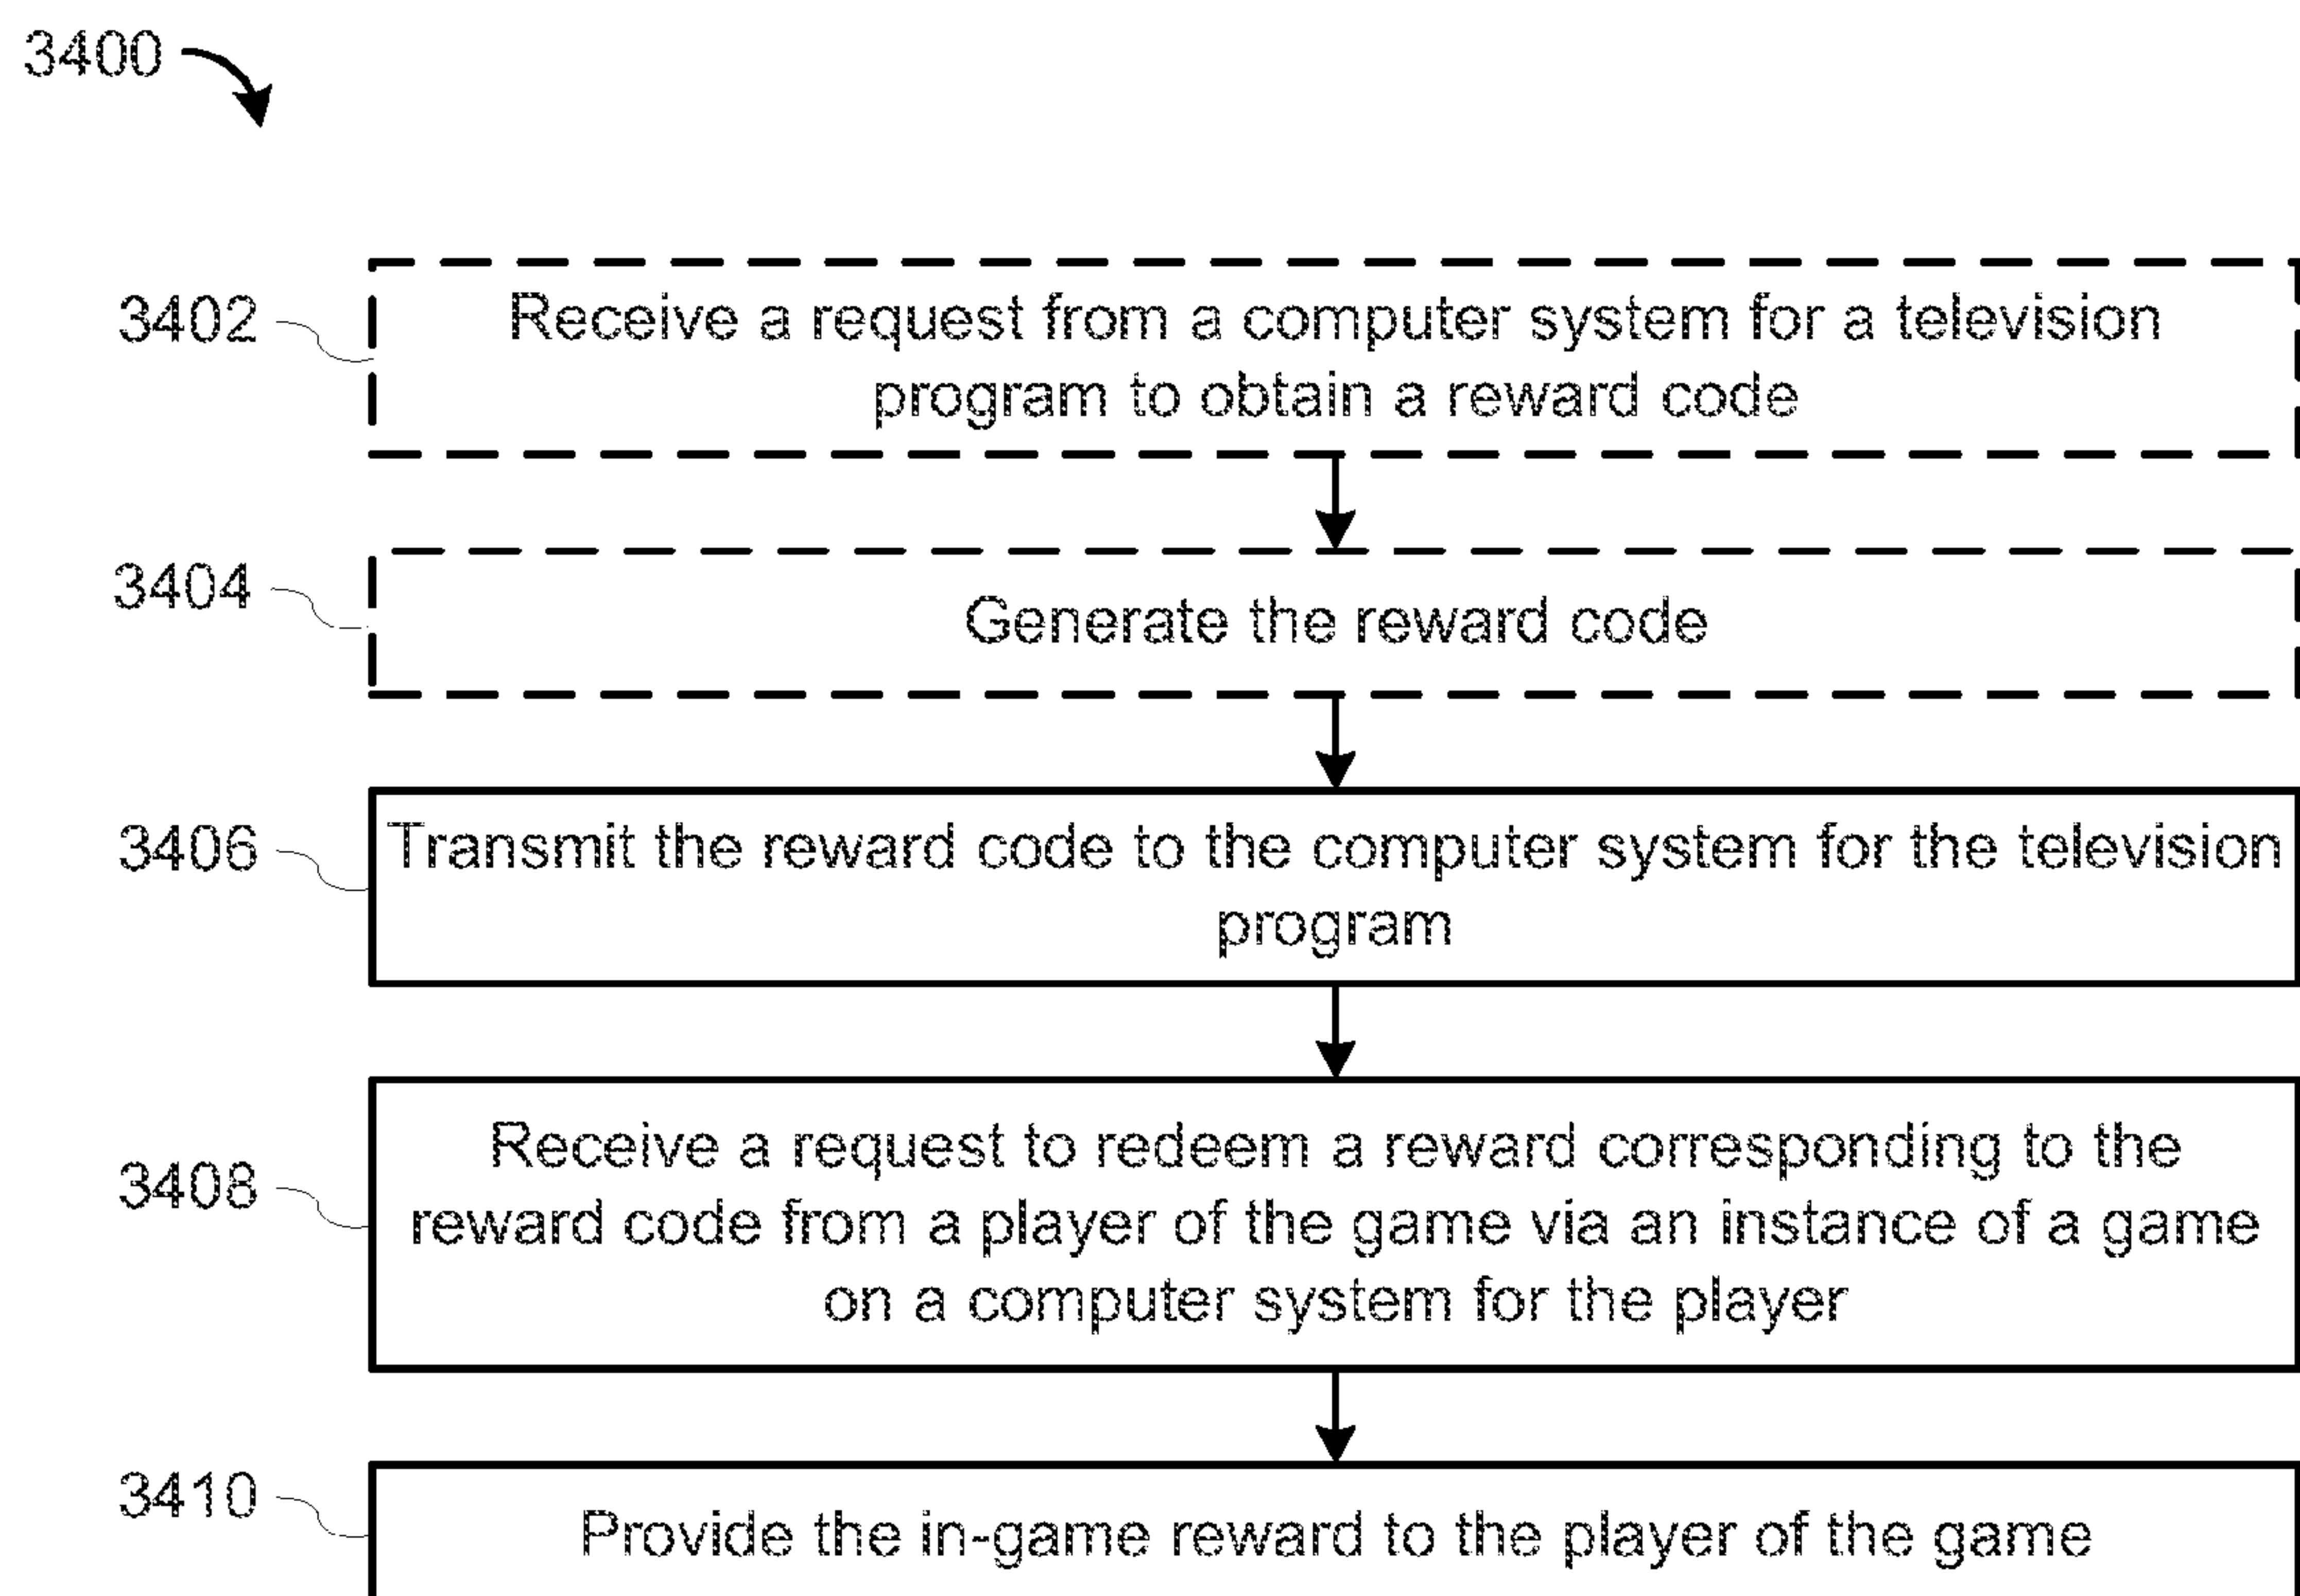 3400
3402
Receive a request from a computer system for a television
program to obtain a reward code
3404
Generate the reward code
3406
Transmit the reward code to the computer system for the television
program
3408
Receive a request to redeem a reward corresponding to the
reward code from a player of the game via an instance of a game
on a computer system for the player
3410
Provide the in-game reward to the player of the game